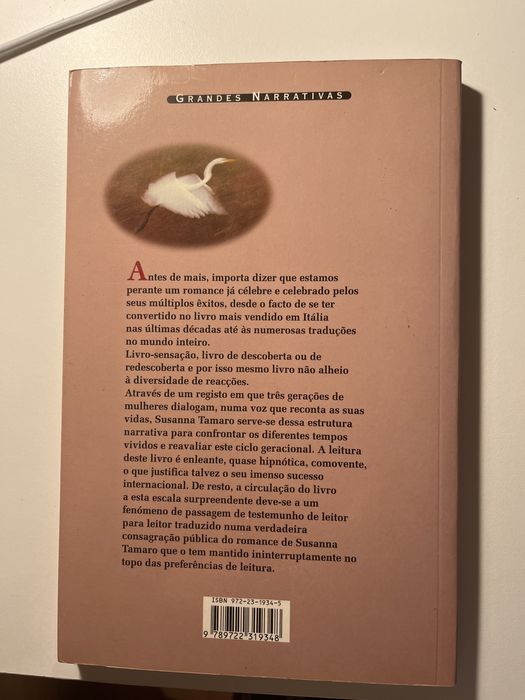 GRANDES NARRATIVAS
Antes de mais, importa dizer que estamos
perante um romance já célebre e celebrado pelos
seus múltiplos êxitos, desde o facto de se ter
convertido no livro mais vendido em Itália
nas últimas décadas até às numerosas traduções
no mundo inteiro.
Livro-sensação, livro de descoberta ou de
redescoberta e por isso mesmo livro não alheio
à diversidade de reacções.
Através de um registo em que três gerações de
mulheres dialogam, numa voz que reconta as suas
vidas, Susanna Tamaro serve-se dessa estrutura
narrativa para confrontar os diferentes tempos
vividos e reavaliar este ciclo geracional. A leitura
deste livro é enleante, quase hipnótica, comovente,
o que justifica talvez o seu imenso sucesso
internacional. De resto, a circulação do livro
a esta escala surpreendente deve-se a um
fenómeno de passagem de testemunho de leitor
para leitor traduzido numa verdadeira
consagração pública do romance de Susanna
Tamaro que o tem mantido ininterruptamente no
topo das preferências de leitura.
ISBN 972-23-1934-5
9 789722 319348